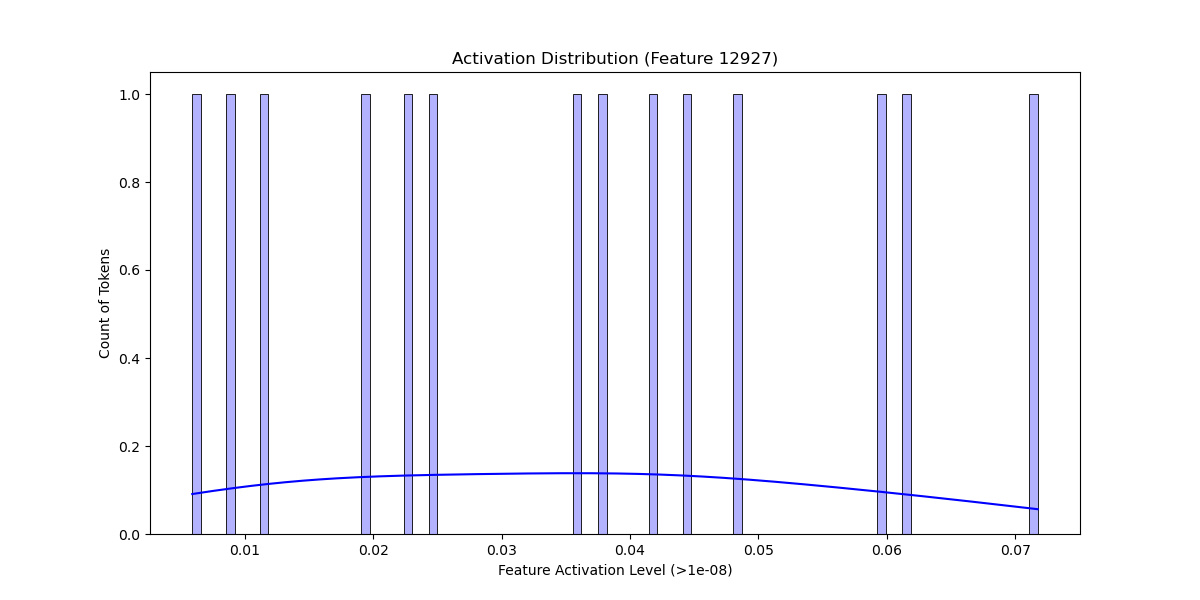 Activation Distribution (Feature 12927)
1.0
0.8
0.6
0.4
0.2
0.0
Count of Tokens
0.01 0.02 0.03 0.04 0.05 0.06 0.07
Feature Activation Level (>1e-08)